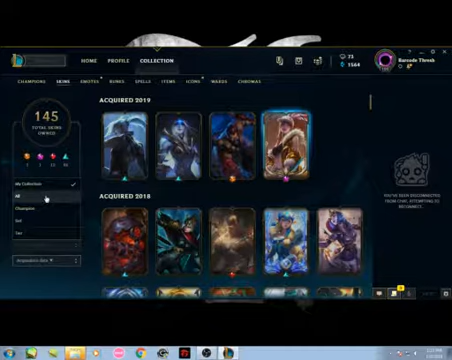 HOME
PROFILE
COLLECTION
73
1564
Barcode Thresh
CHAMPIONS
SKINS
EMOTES
RUNES
SPELLS
ITEMS
ICONS
WARDS
CHROMAS
145
TOTAL SKINS
OWNED
ACQUIRED 2019
My Collection
All
Champion
Set
Tier
Acquisition date
ACQUIRED 2018
YOU'VE BEEN DISCONNECTED
FROM CHAT, ATTEMPTING TO
RECONNECT.